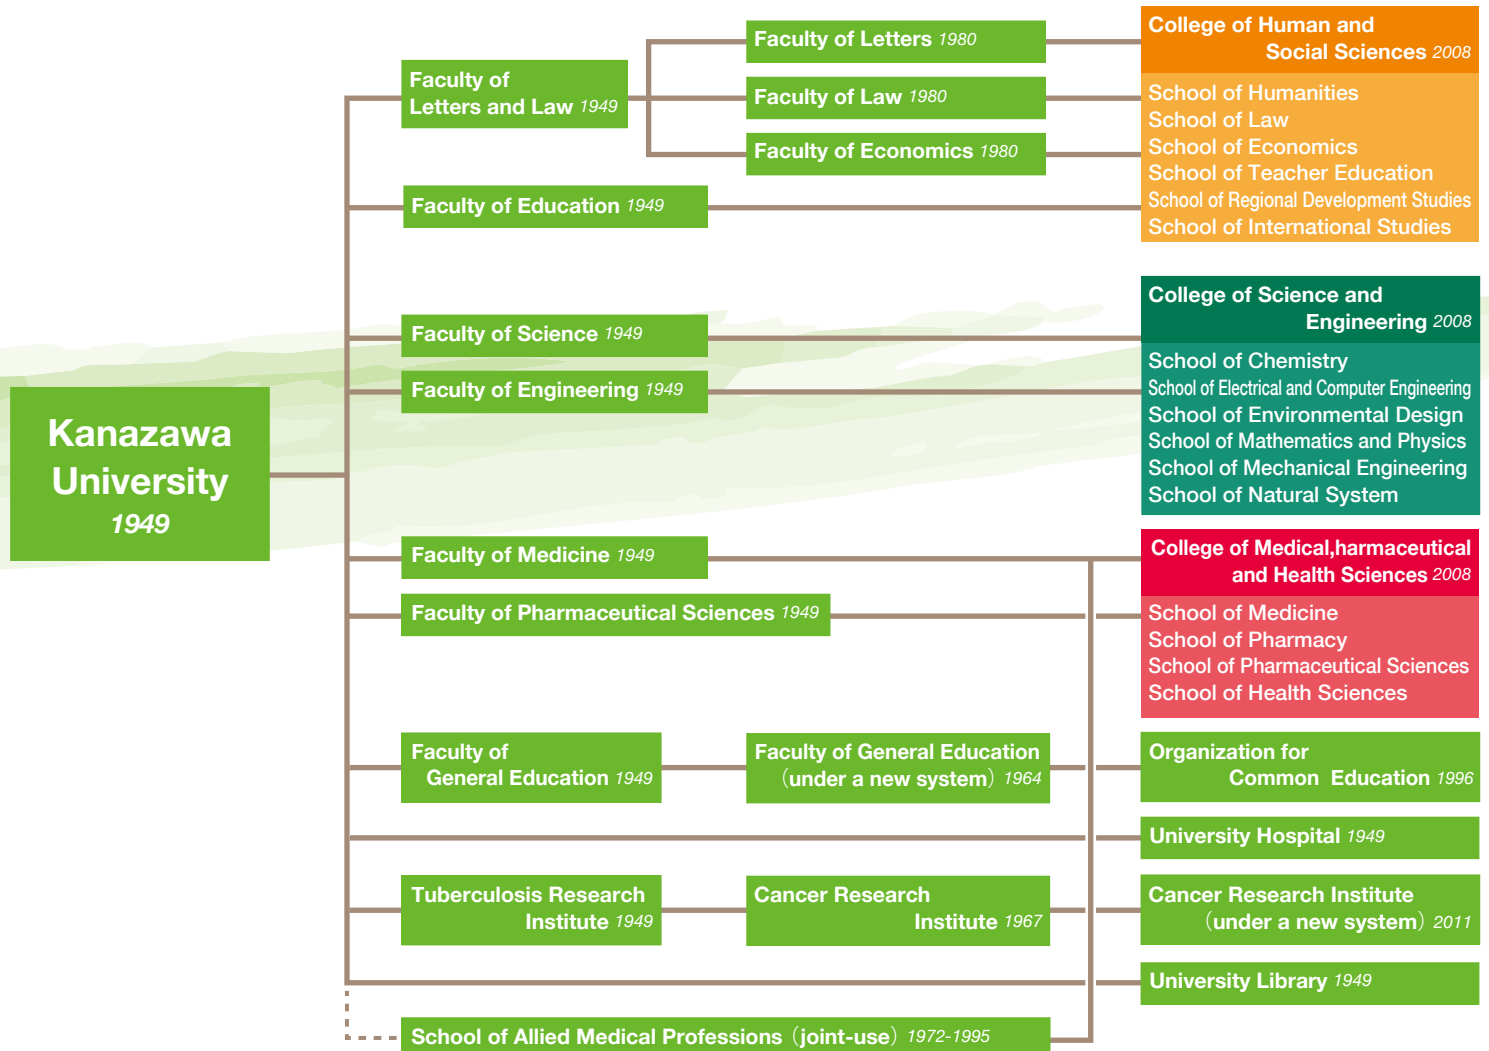 Kanazawa
University
1949
Faculty of
Letters and Law 1949
Faculty of Letters 1980
Faculty of Law 1980
Faculty of Economics 1980
Faculty of Education 1949
College of Human and
Social Sciences 2008
School of Humanities
School of Law
School of Economics
School of Teacher Education
School of Regional Development Studies
School of International Studies
Faculty of Science 1949
Faculty of Engineering 1949
College of Science and
Engineering 2008
School of Chemistry
School of Electrical and Computer Engineering
School of Environmental Design
School of Mathematics and Physics
School of Mechanical Engineering
School of Natural System
Faculty of Medicine 1949
Faculty of Pharmaceutical Sciences 1949
College of Medical,harmaceutical
and Health Sciences 2008
School of Medicine
School of Pharmacy
School of Pharmaceutical Sciences
School of Health Sciences
Faculty of
General Education 1949
Faculty of General Education
（under a new system）1964
Organization for
Common Education 1996
University Hospital 1949
Tuberculosis Research
Institute 1949
Cancer Research
Institute 1967
Cancer Research Institute
（under a new system）2011
University Library 1949
School of Allied Medical Professions（joint-use）1972-1995